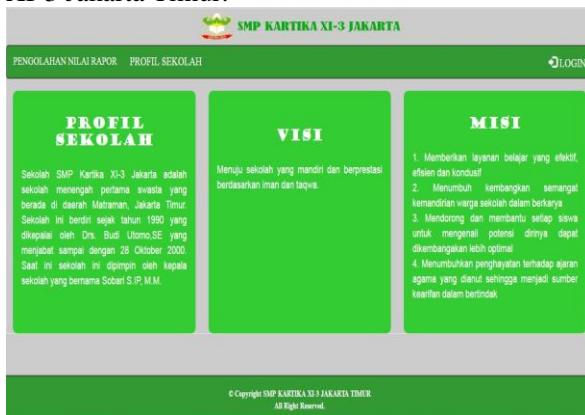 XI-3 Jakarta Timur.
SMP KARTIKA XI-3 JAKARTA
PENGOLAHAN NILAI RAPOR PROFIL SEKOLAH
LOGIN
PROFIL
SEKOLAH
Sekolah SMP Kartika XI-3 Jakarta adalah
sekolah menengah pertama swasta yang
berada di daerah Matraman, Jakarta Timur.
Sekolah Ini berdiri sejak tahun 1990 yang
dikepalai oleh Drs. Budi Utomo,SE yang
menjabat sampai dengan 28 Oktober 2000.
Saat ini sekolah ini dipimpin oleh kepala
sekolah yang bernama Sobari S.IP, M.M.
VISI
Menuju sekolah yang mandiri dan berprestasi
berdasarkan iman dan taqwa.
MISI
1. Memberikan layanan belajar yang efektif,
efisien dan kondusif
2. Menumbuh kembangkan semangat
kemandirian warga sekolah dalam berkarya
3. Mendorong dan membantu setiap siswa
untuk mengenali potensi dirinya dapat
dikembangakan lebih optimal
4. Menumbuhkan penghayatan terhadap ajaran
agama yang dianut sehingga menjadi sumber
kearifan dalam bertindak
© Copyright SMP KARTIKA XI-3 JAKARTA TIMUR
All Right Reserved.